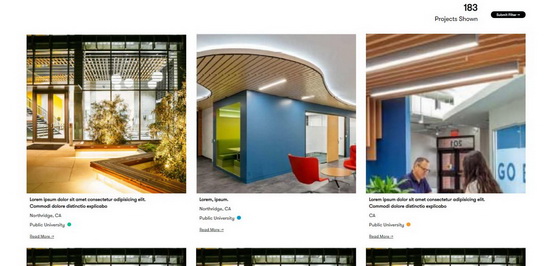 183
Projects Shown
Submit Filter →
Lorem ipsum dolor sit amet consectetur adipisicing elit.
Commodi dolore distinctio explicabo
Northridge, CA
Public University
Read More →
Lorem, ipsum.
Northridge, CA
Public University
Read More →
201
GO B
Lorem ipsum dolor sit amet consectetur adipisicing elit.
Commodi dolore distinctio explicabo
CA
Public University
Read More →